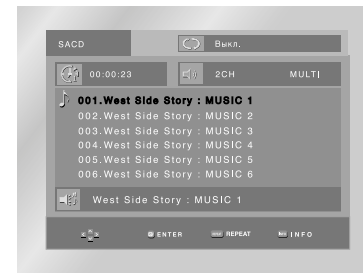 SACD Выкл.
00:00:23 2CH MULTI
001.West Side Story : MUSIC 1
002.West Side Story : MUSIC 2
003.West Side Story : MUSIC 3
004.West Side Story : MUSIC 4
005.West Side Story : MUSIC 5
006.West Side Story : MUSIC 6
West Side Story : MUSIC 1
ENTER REPEAT INFO